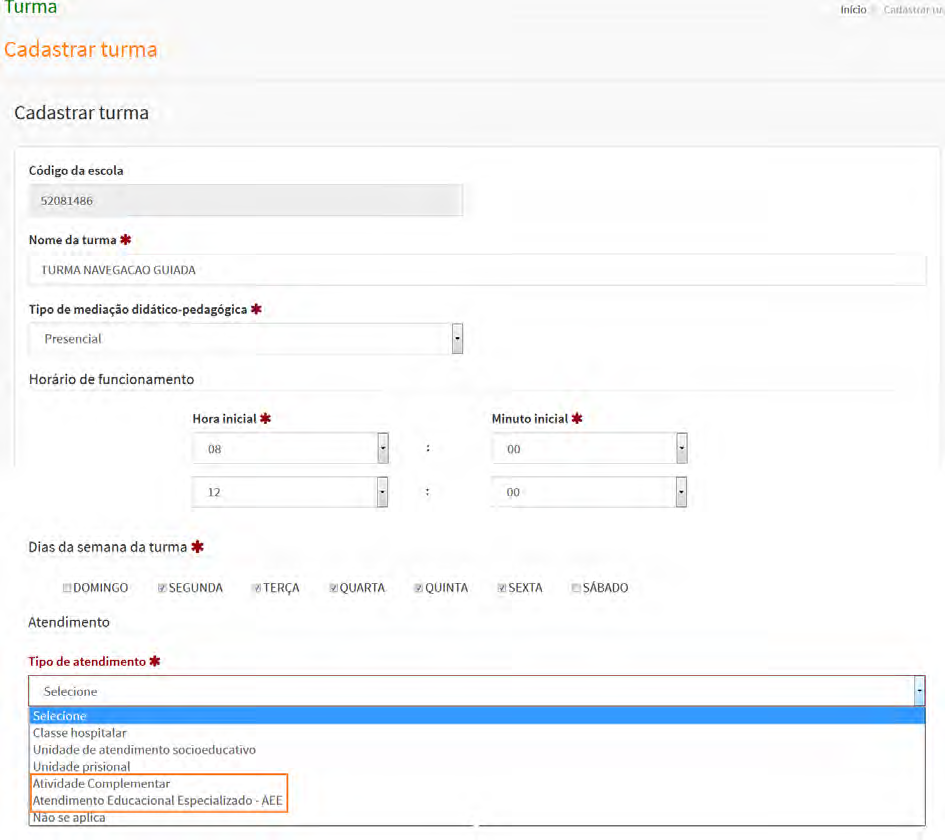 Turma
Início Cadastrar
Cadastrar turma
Cadastrar turma
Código da escola
52081486
Nome da turma ✱
TURMA NAVEGACAO GUIADA
Tipo de mediação didático-pedagógica ✱
Presencial
Horário de funcionamento
Hora inicial ✱ Minuto inicial ✱
08 : 00
12 : 00
Dias da semana da turma ✱
DOMINGO SEGUNDA TERÇA QUARTA QUINTA SEXTA SÁBADO
Atendimento
Tipo de atendimento ✱
Selecione
Selecione
Classe hospitalar
Unidade de atendimento socioeducativo
Unidade prisional
Atividade Complementar
Atendimento Educacional Especializado - AEE
Não se aplica